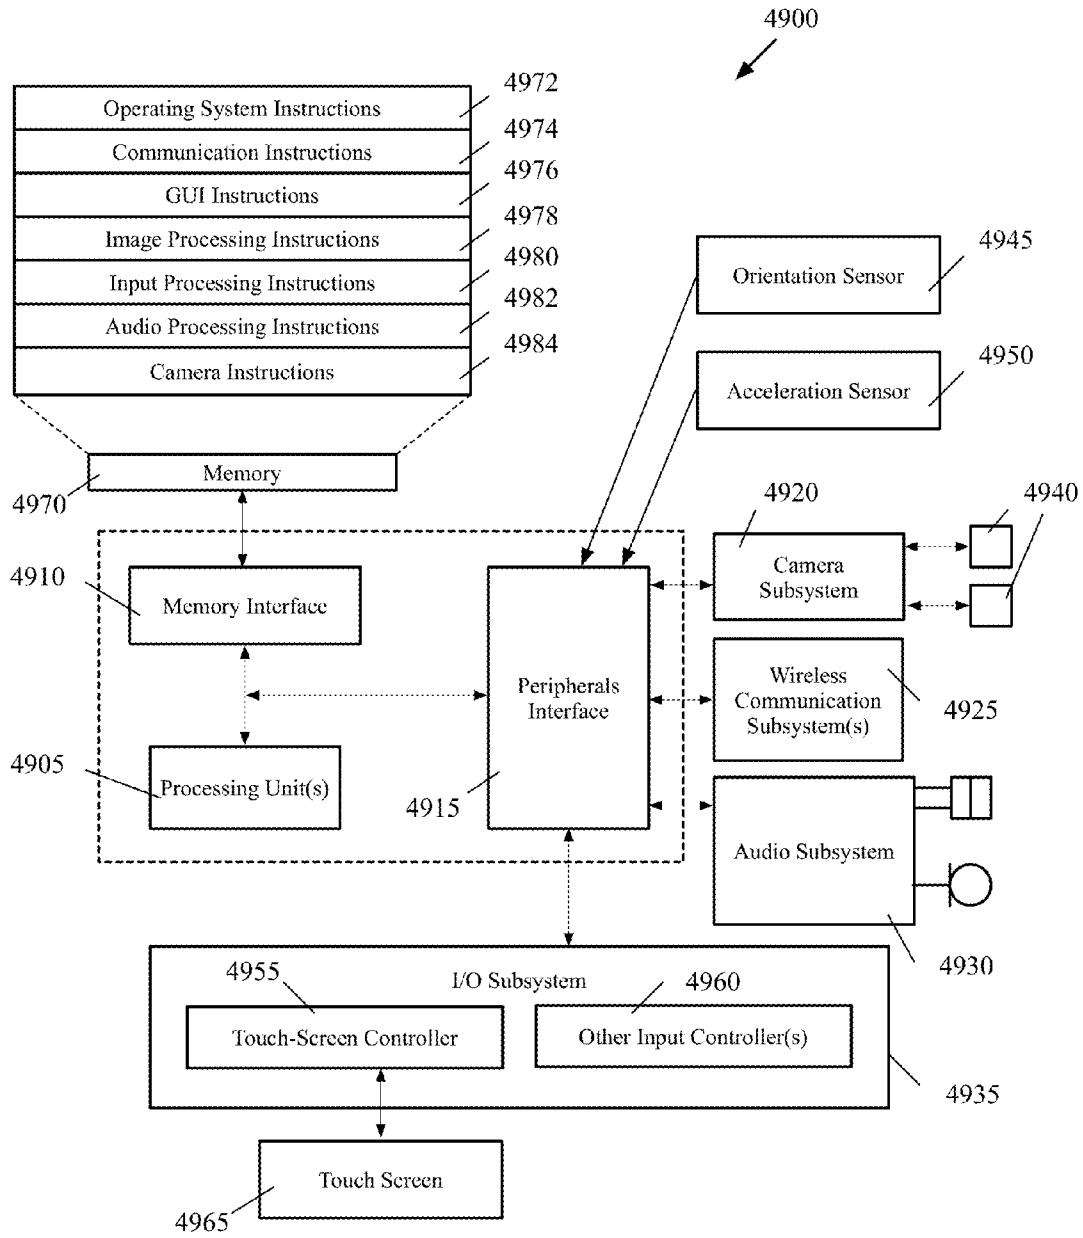 4900
4972
Operating System Instructions
4974
Communication Instructions
4976
GUI Instructions
4978
Image Processing Instructions
4980
Input Processing Instructions
4982
Audio Processing Instructions
4984
Camera Instructions
4945
Orientation Sensor
4950
Acceleration Sensor
Memory
4970
4920
4940
Camera
Subsystem
4910
Memory Interface
Peripherals
Interface
Wireless
Communication
Subsystem(s)
4925
4905
Processing Unit(s)
4915
Audio Subsystem
4930
4955
I/O Subsystem
4960
Touch-Screen Controller
Other Input Controller(s)
4935
Touch Screen
4965